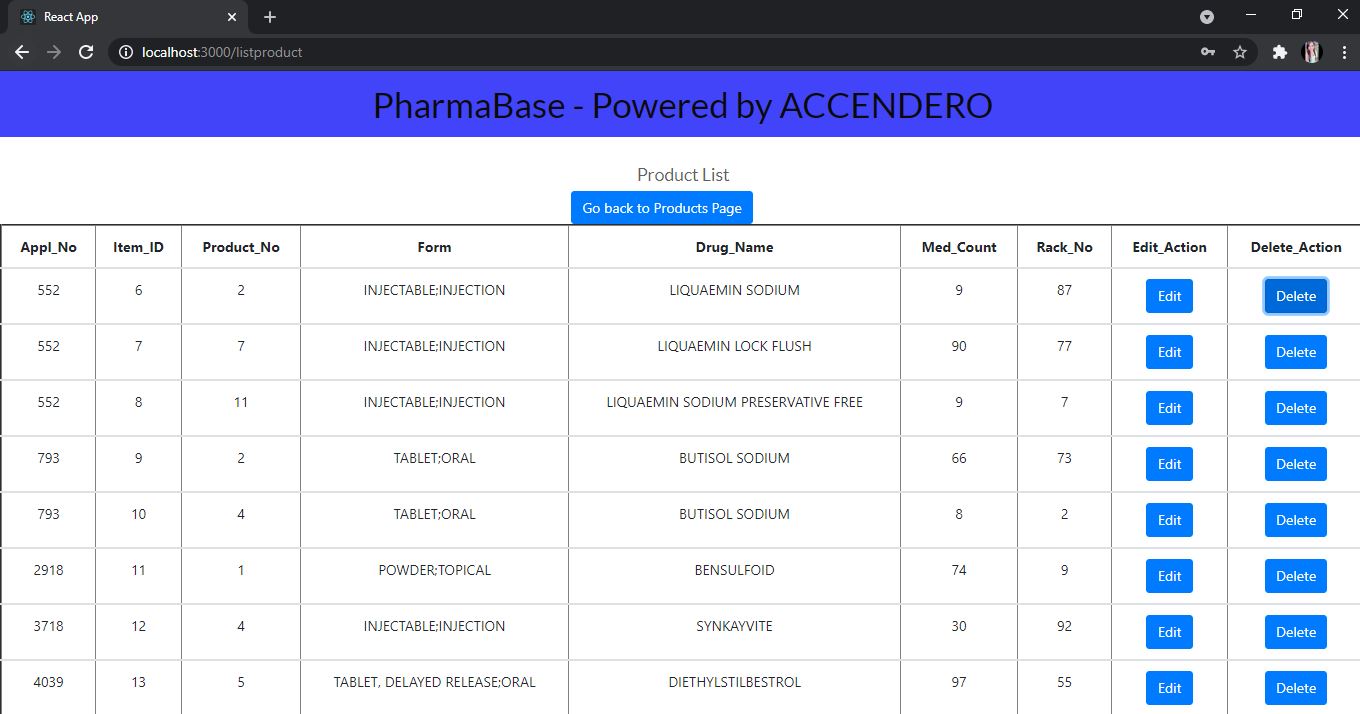 React App
localhost:3000/listproduct
PharmaBase - Powered by ACCENDERO
Product List
Go back to Products Page
Appl_No Item_ID Product_No Form Drug_Name Med_Count Rack_No Edit_Action Delete_Action
552 6 2 INJECTABLE;INJECTION LIQUAEMIN SODIUM 9 87 Edit Delete
552 7 7 INJECTABLE;INJECTION LIQUAEMIN LOCK FLUSH 90 77 Edit Delete
552 8 11 INJECTABLE;INJECTION LIQUAEMIN SODIUM PRESERVATIVE FREE 9 7 Edit Delete
793 9 2 TABLET;ORAL BUTISOL SODIUM 66 73 Edit Delete
793 10 4 TABLET;ORAL BUTISOL SODIUM 8 2 Edit Delete
2918 11 1 POWDER;TOPICAL BENSULFOID 74 9 Edit Delete
3718 12 4 INJECTABLE;INJECTION SYNKAYVITE 30 92 Edit Delete
4039 13 5 TABLET, DELAYED RELEASE;ORAL DIETHYLSTILBESTROL 97 55 Edit Delete